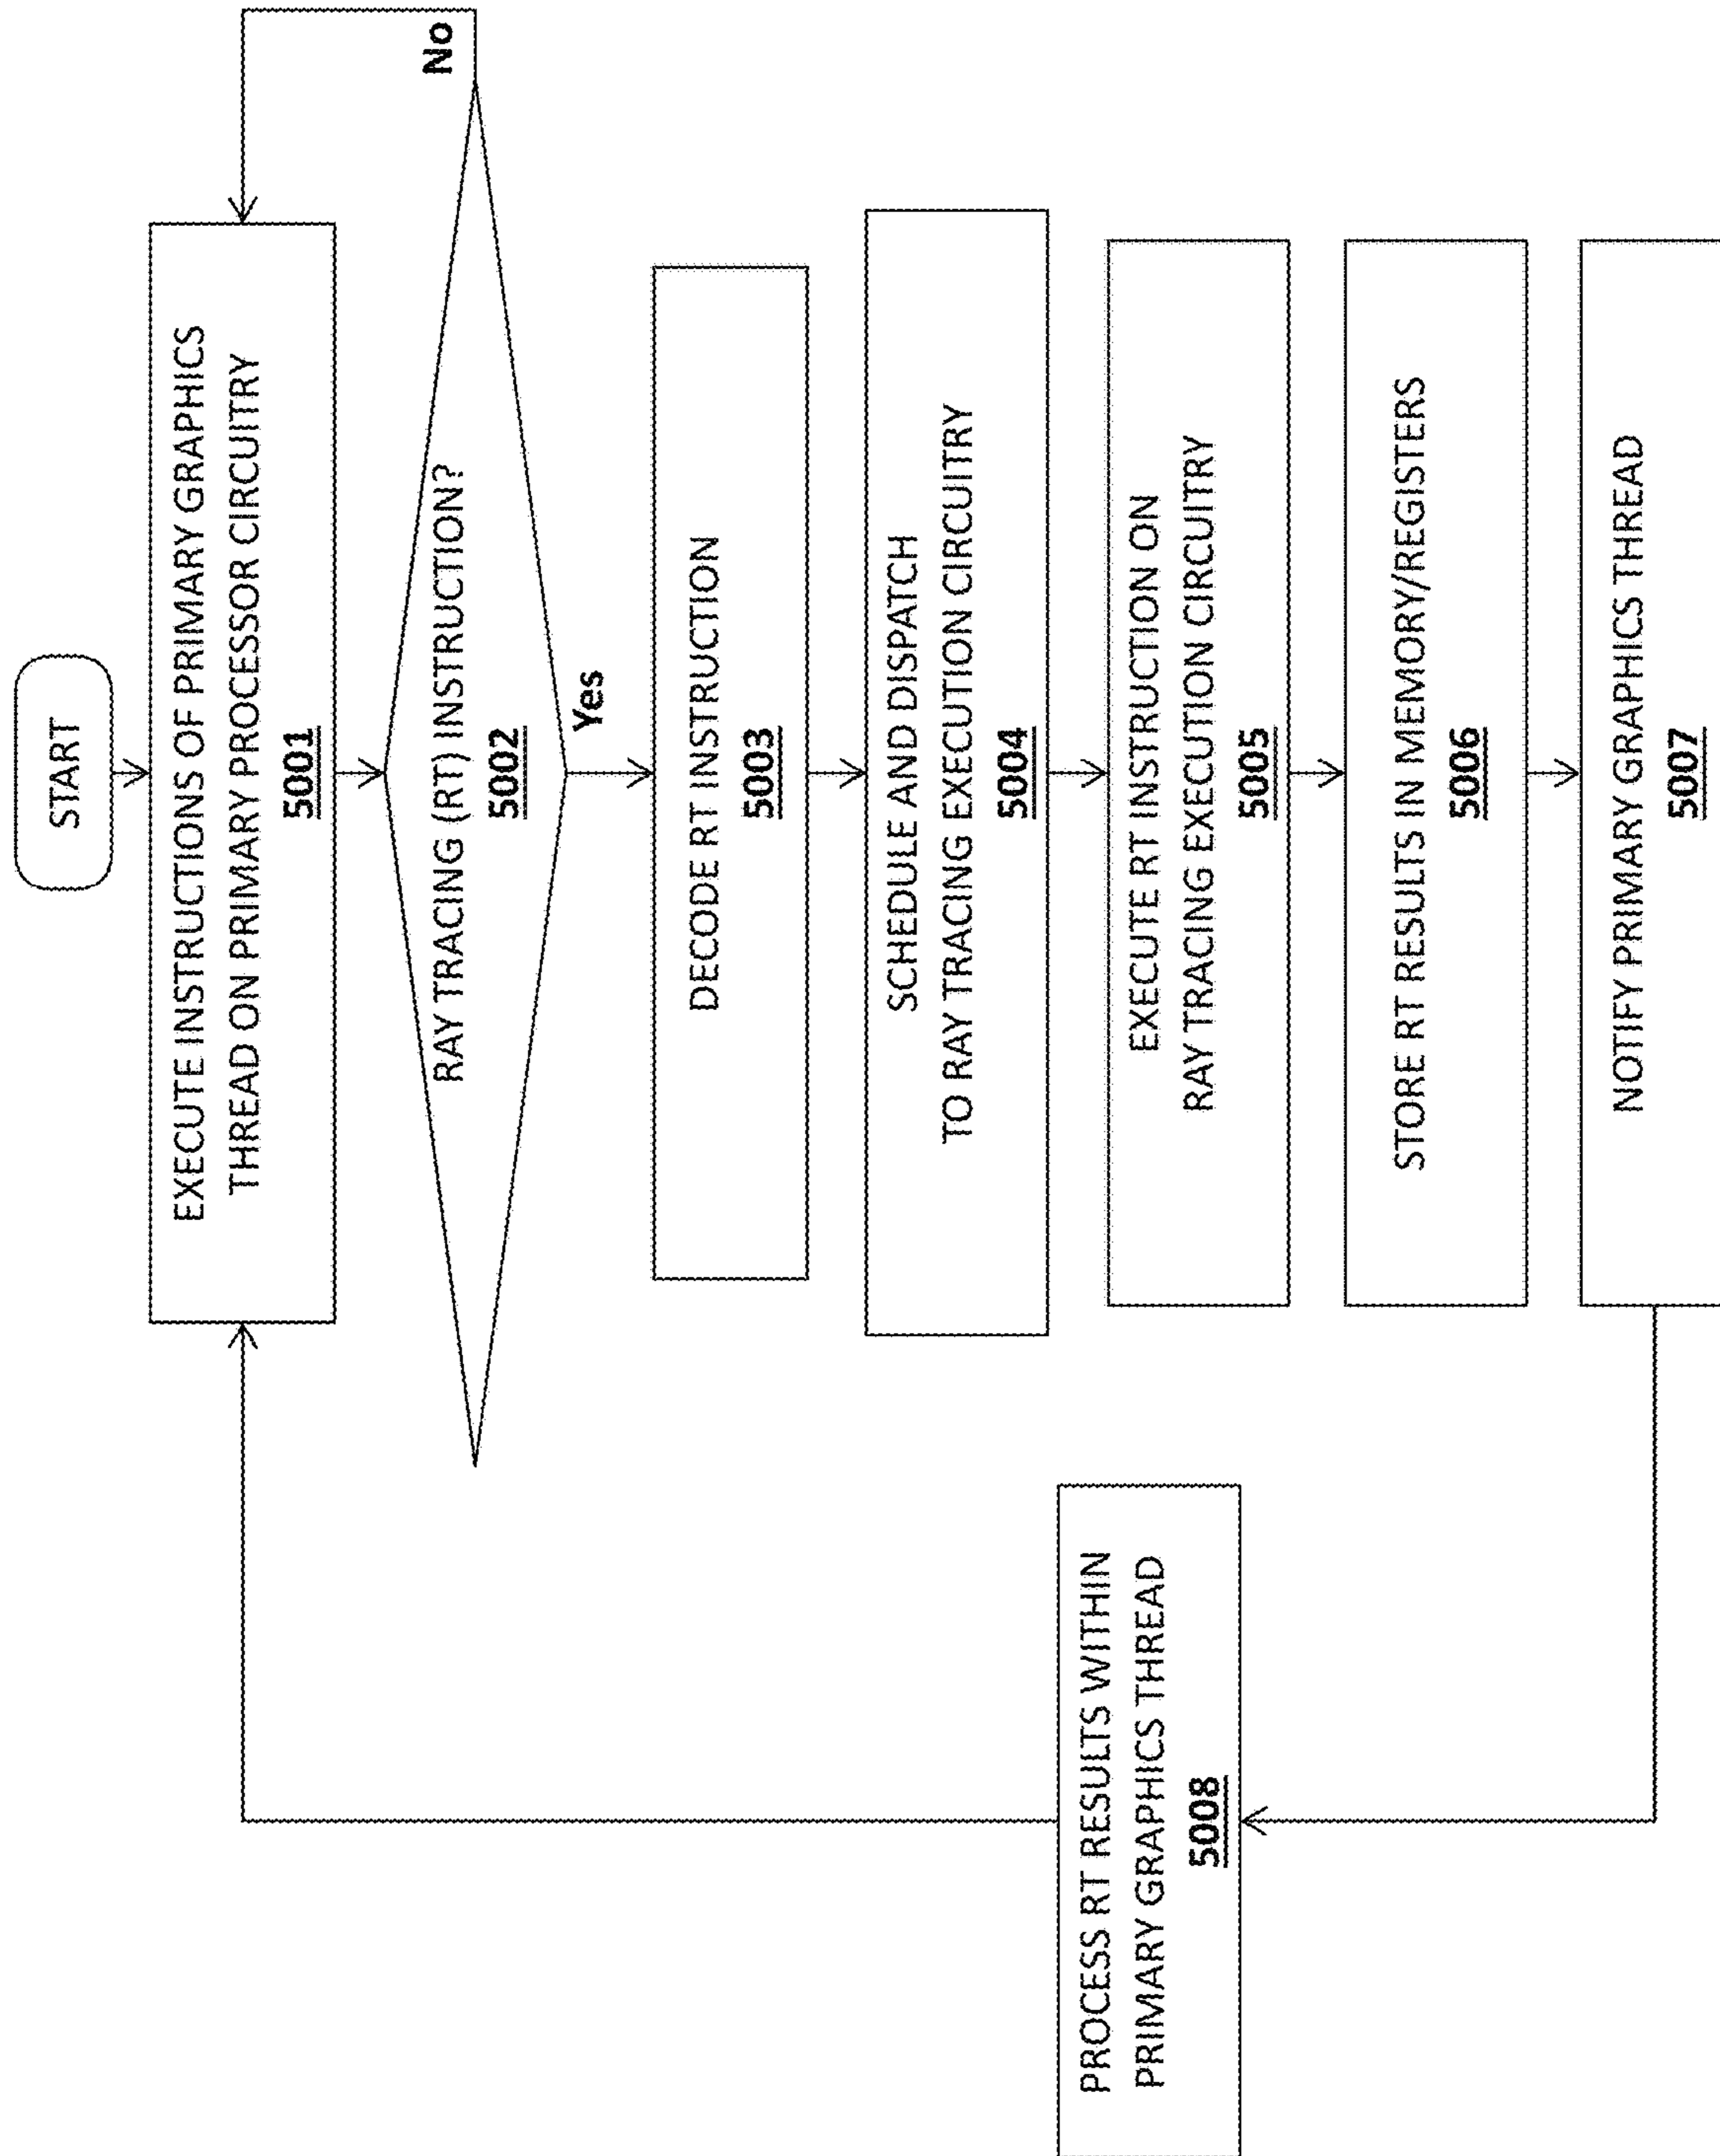 START
EXECUTE INSTRUCTIONS OF PRIMARY GRAPHICS
THREAD ON PRIMARY PROCESSOR CIRCUITRY
5001
No
RAY TRACING (RT) INSTRUCTION?
5002
Yes
DECODE RT INSTRUCTION
5003
SCHEDULE AND DISPATCH
TO RAY TRACING EXECUTION CIRCUITRY
5004
EXECUTE RT INSTRUCTION ON
RAY TRACING EXECUTION CIRCUITRY
5005
STORE RT RESULTS IN MEMORY/REGISTERS
5006
NOTIFY PRIMARY GRAPHICS THREAD
5007
PROCESS RT RESULTS WITHIN
PRIMARY GRAPHICS THREAD
5008